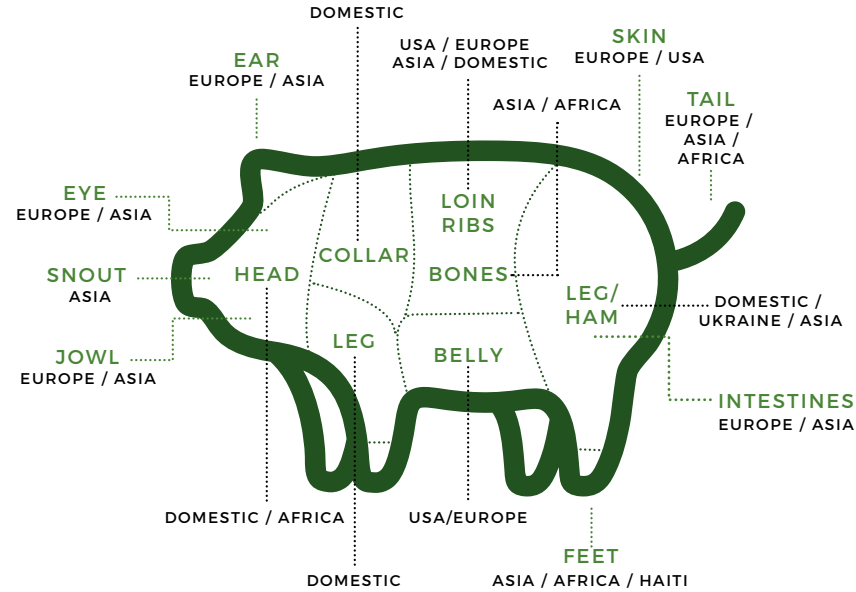 DOMESTIC
USA / EUROPE
ASIA / DOMESTIC
SKIN
EUROPE / USA
EAR
EUROPE / ASIA
ASIA / AFRICA
TAIL
EUROPE /
ASIA /
AFRICA
EYE
EUROPE / ASIA
LOIN
RIBS
COLLAR
SNOUT
ASIA
HEAD
BONES
LEG/
HAM
DOMESTIC /
UKRAINE / ASIA
JOWL
EUROPE / ASIA
LEG
BELLY
INTESTINES
EUROPE / ASIA
DOMESTIC / AFRICA
USA/EUROPE
FEET
ASIA / AFRICA / HAITI
DOMESTIC